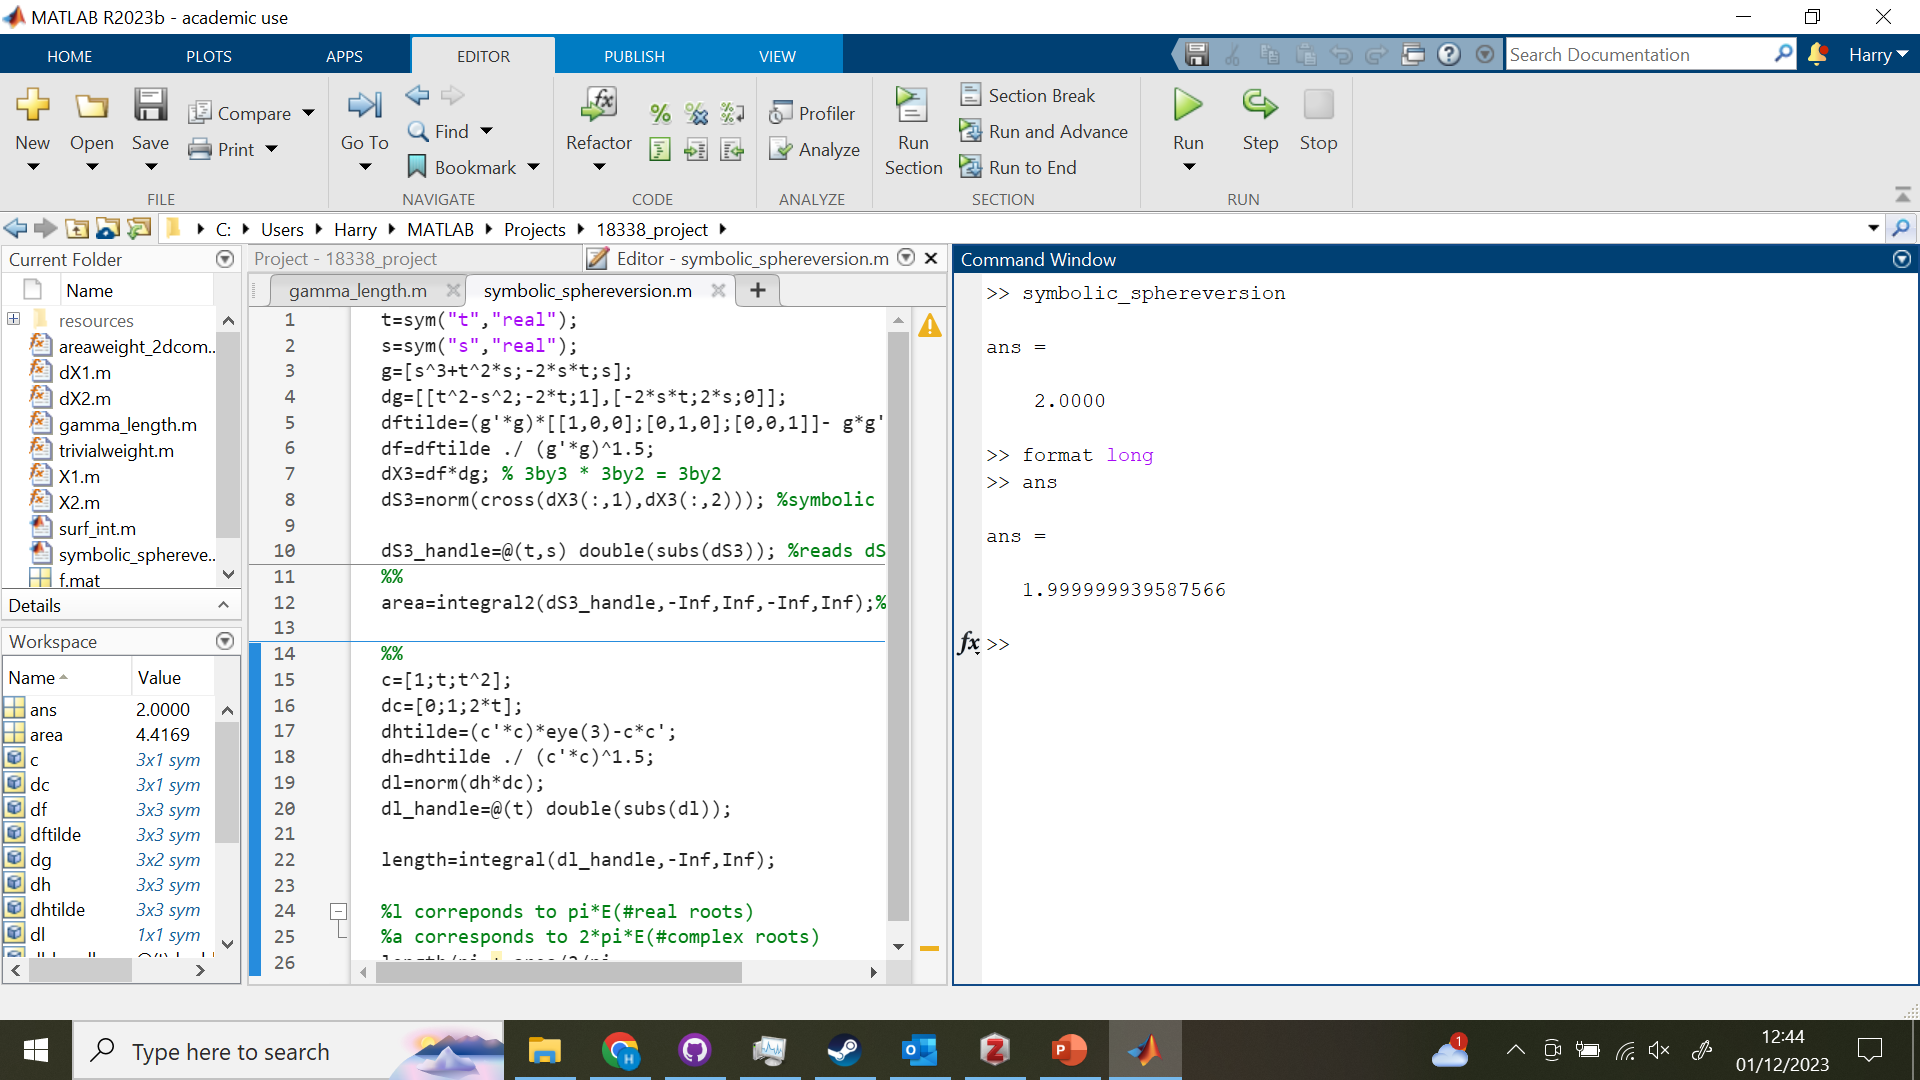 MATLAB R2023b - academic use
HOME PLOTS APPS EDITOR PUBLISH VIEW
Search Documentation
Harry
New
Open
Save
Compare
Print
FILE
Go To
Find
Bookmark
NAVIGATE
Refactor
CODE
Profiler
Analyze
ANALYZE
Run Section
Section Break
Run and Advance
Run to End
SECTION
Run
Step
Stop
RUN
C: Users Harry MATLAB Projects 18338_project
Current Folder
Name
resources
areaweight_2dcom..
dX1.m
dX2.m
gamma_length.m
trivialweight.m
X1.m
X2.m
surf_int.m
symbolic_sphereve..
f.mat
Details
Workspace
Name Value
ans 2.0000
area 4.4169
c 3x1 sym
dc 3x1 sym
df 3x3 sym
dftilde 3x3 sym
dg 3x2 sym
dh 3x3 sym
dhtilde 3x3 sym
dl 1x1 sym
Project - 18338_project
Editor - symbolic_sphereversion.m
gamma_length.m symbolic_sphereversion.m +
1 t=sym("t","real");
2 s=sym("s","real");
3 g=[s^3+t^2*s;-2*s*t;s];
4 dg=[[t^2-s^2;-2*t;1],[-2*s*t;2*s;0]];
5 dftilde=(g'*g)*[[1,0,0];[0,1,0];[0,0,1]]- g*g'
6 df=dftilde ./ (g'*g)^1.5;
7 dX3=df*dg; % 3by3 * 3by2 = 3by2
8 dS3=norm(cross(dX3(:,1),dX3(:,2))); %symbolic
9
10 dS3_handle=@(t,s) double(subs(dS3)); %reads dS
11 %%
12 area=integral2(dS3_handle,-Inf,Inf,-Inf,Inf);%
13
14 %%
15 c=[1;t;t^2];
16 dc=[0;1;2*t];
17 dhtilde=(c'*c)*eye(3)-c*c';
18 dh=dhtilde ./ (c'*c)^1.5;
19 dl=norm(dh*dc);
20 dl_handle=@(t) double(subs(dl));
21
22 length=integral(dl_handle,-Inf,Inf);
23
24 %l correponds to pi*E(#real roots)
25 %a corresponds to 2*pi*E(#complex roots)
26
Command Window
>> symbolic_sphereversion
ans =
2.0000
>> format long
>> ans
ans =
1.999999939587566
fx >>
Type here to search
1
12:44
01/12/2023